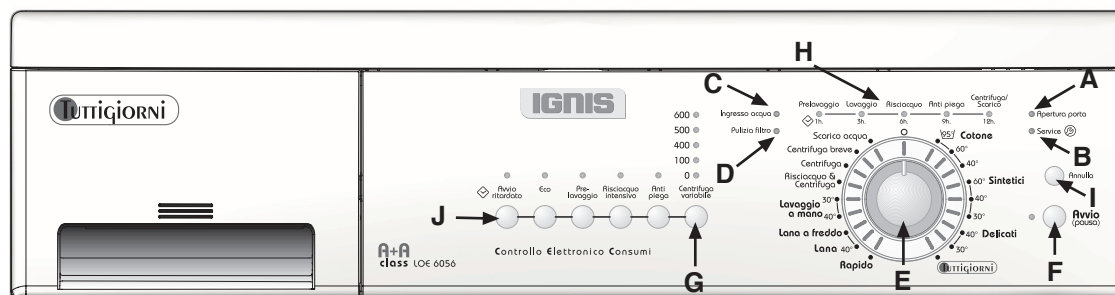 H
C
A
TUTTIGIORNI
IGNIS
Ingresso acqua
Prelavaggio Lavaggio Risciacquo Anti piega Centrifuga/
Scarico
Apertura porta
1h. 3h. 6h. 9h. 12h.
600
500
400
100
0
Pulizia filtro
Service
D
B
Scarico acqua
Centrifuga breve
Centrifuga
Risciacquo &
Centrifuga
30°
Lavaggio
a mano
40°
Lana a freddo
Lana 40°
Rapido
95°
Cotone
60°
40°
60° Sintetici
40°
30°
40° Delicati
30°
TUTTIGIORNI
Annulla
I
Avvio
(pausa)
F
E
J
Avvio
ritardato
Eco
Pre-
lavaggio
Risciacquo
intensivo
Anti
piega
Centrifuga
variabile
G
A+A
class LOE 6056
Controllo Elettronico Consumi